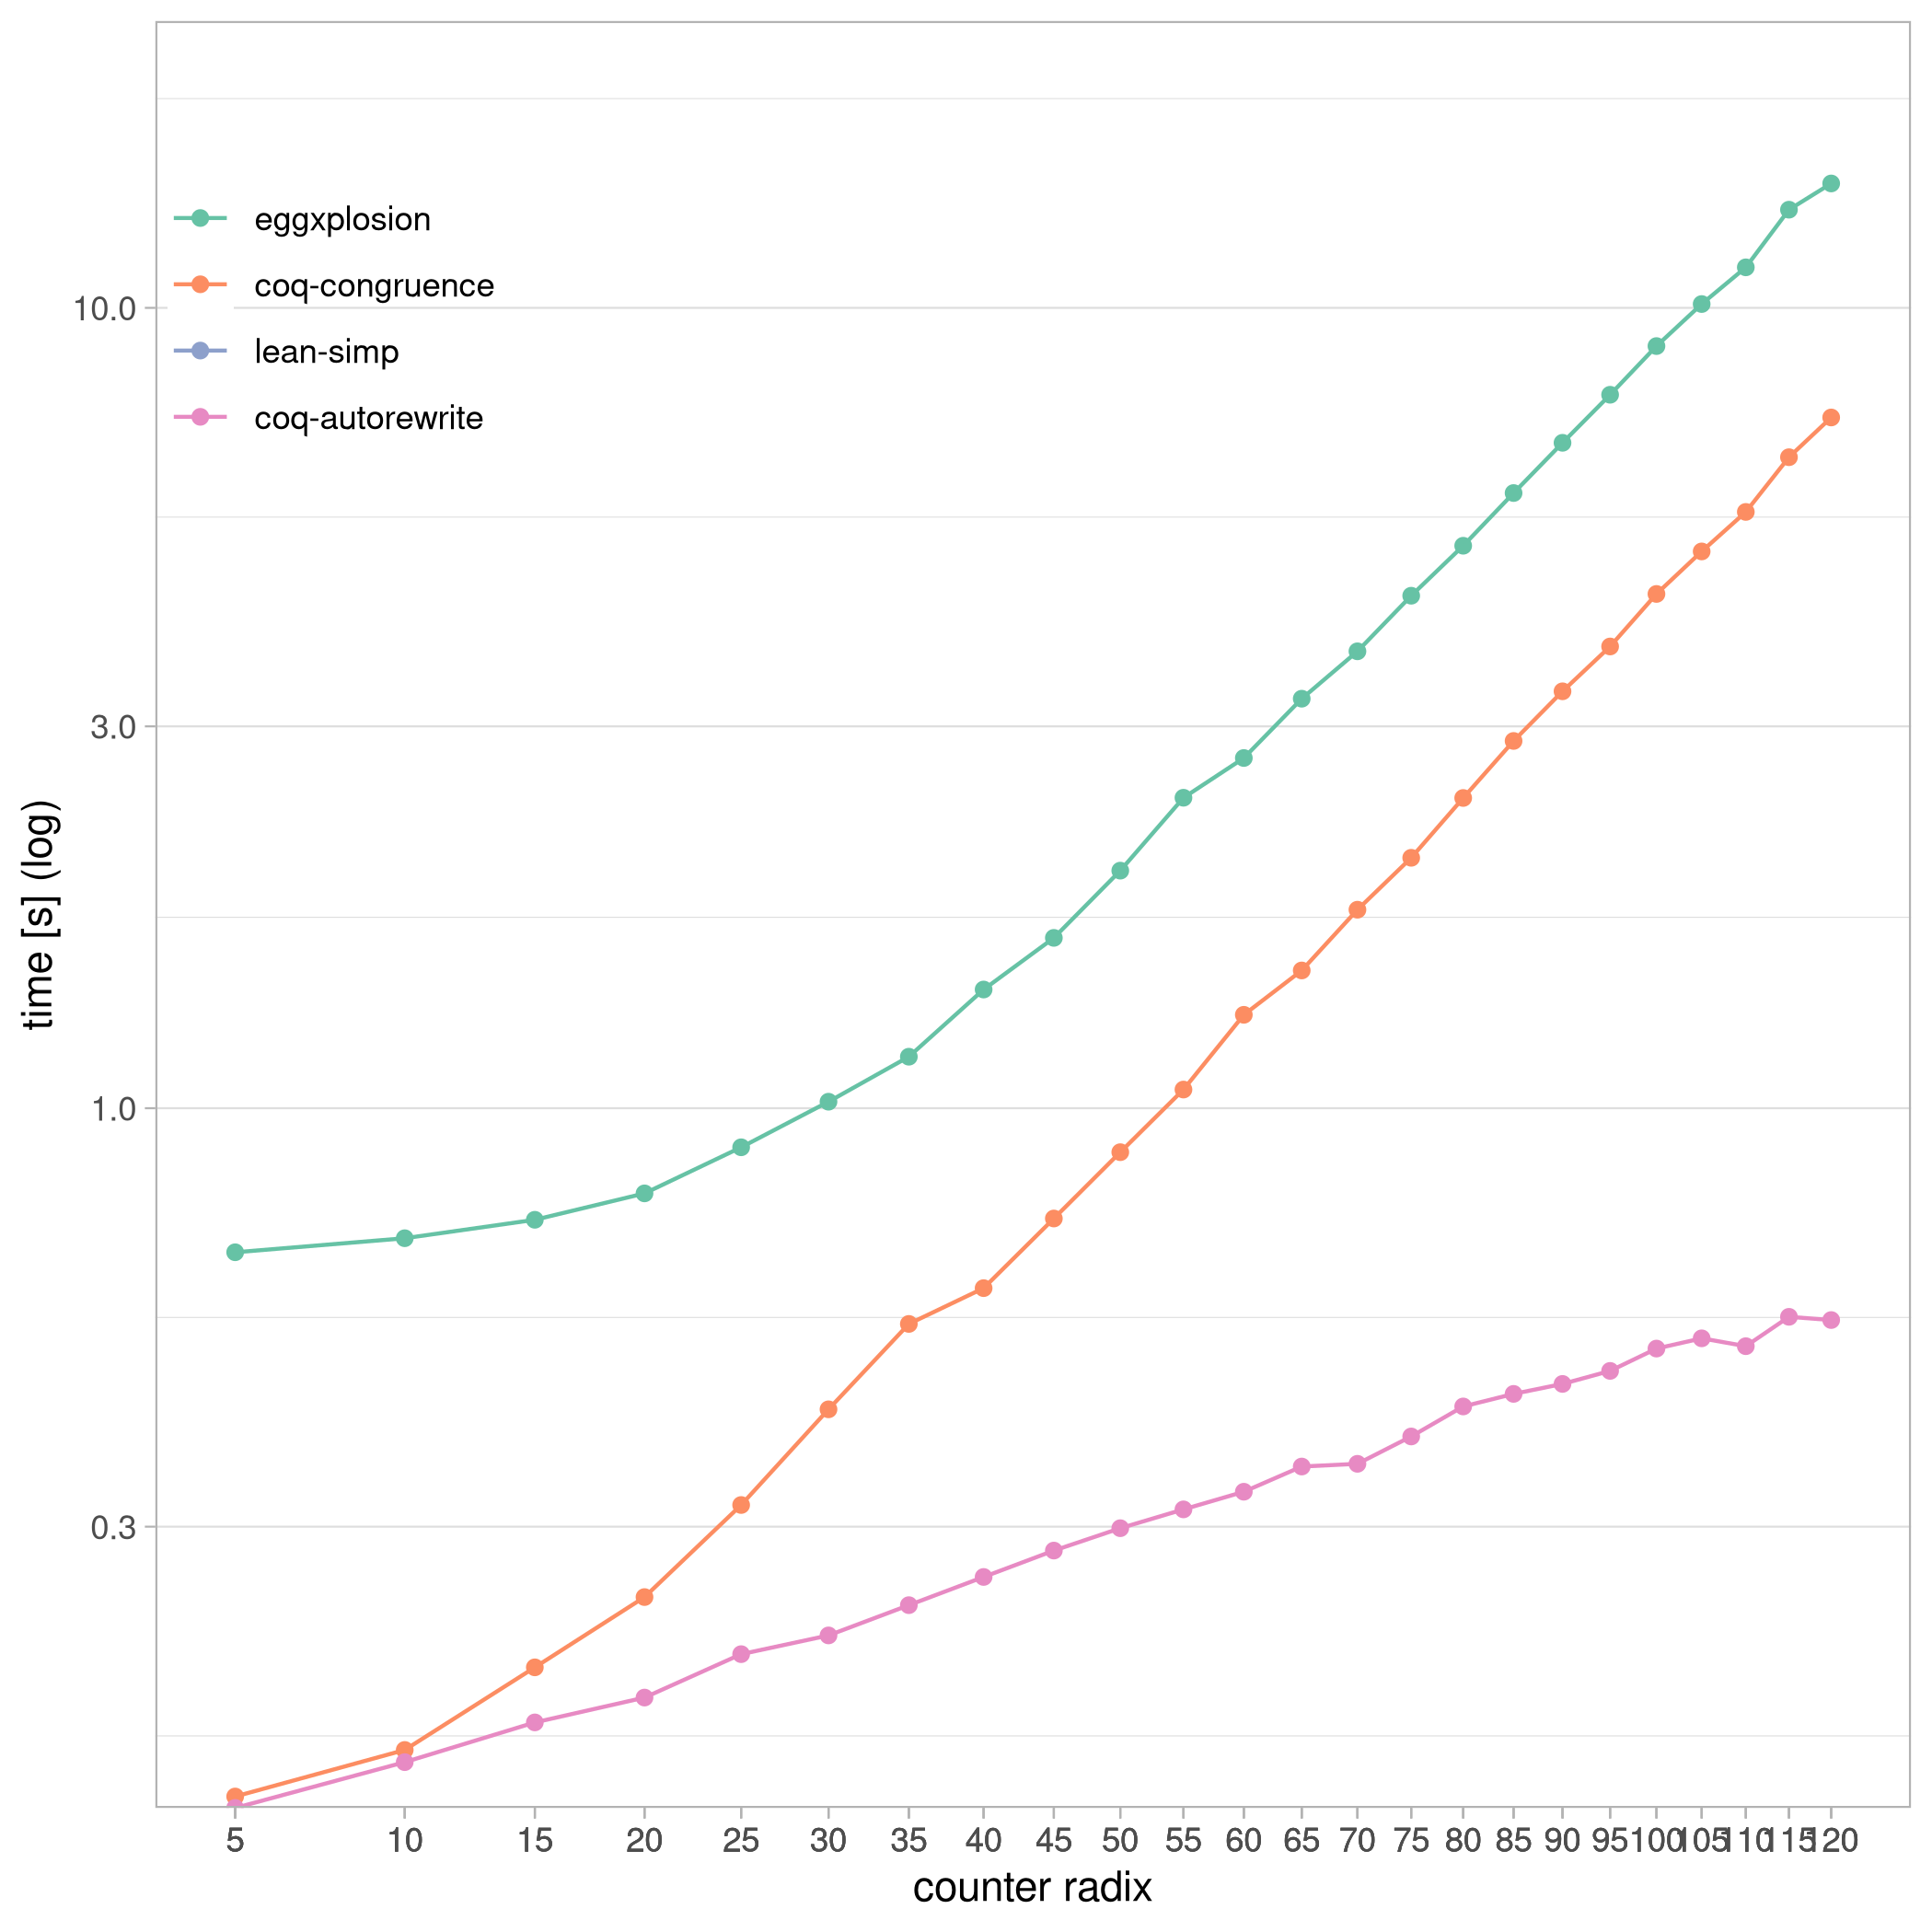 eggxplosion
coq-congruence
lean-simp
coq-autorewrite
10.0
3.0
1.0
0.3
time [s] (log)
5 10 15 20 25 30 35 40 45 50 55 60 65 70 75 80 85 90 95 100 105 110 115 120
counter radix